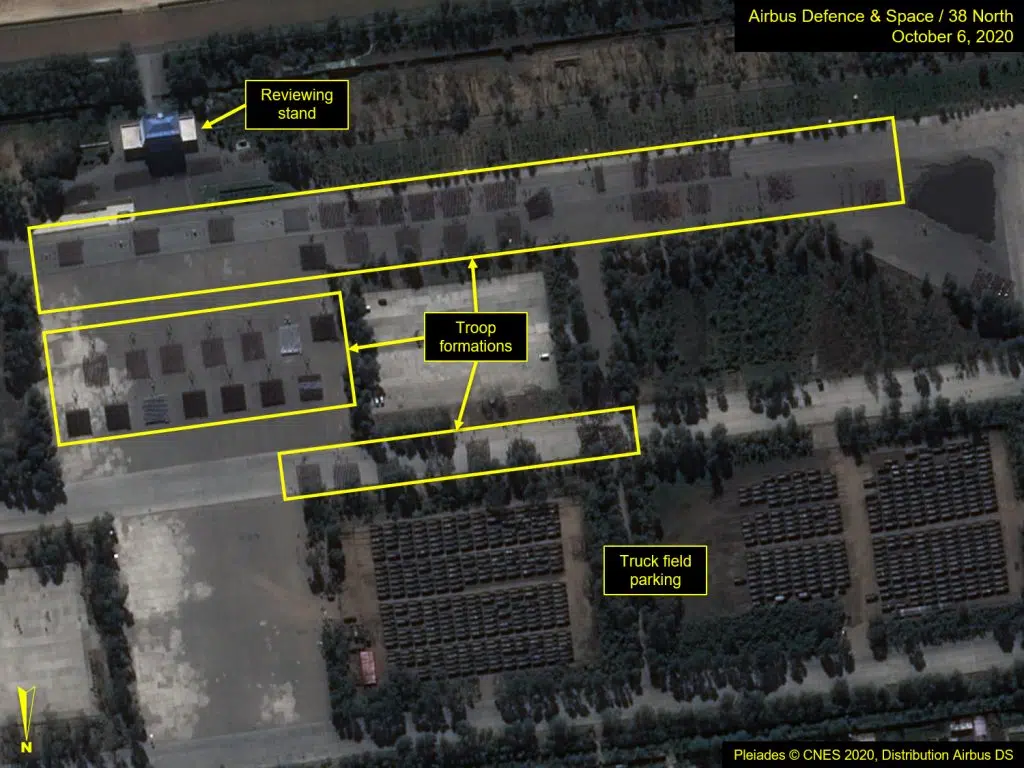 Airbus Defence & Space / 38 North
October 6, 2020
Reviewing
stand
Troop
formations
Truck field
parking
N
Pleiades © CNES 2020, Distribution Airbus DS